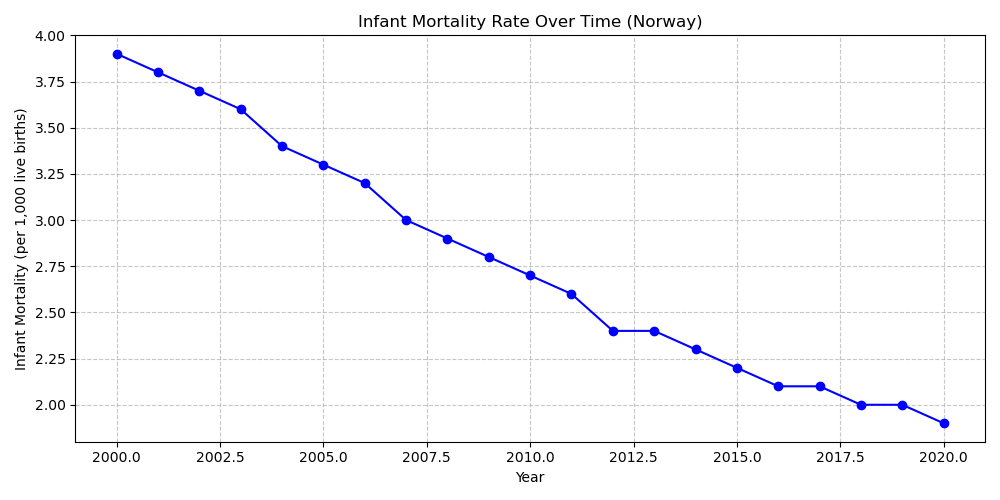 Infant Mortality Rate Over Time (Norway)
Infant Mortality (per 1,000 live births)
4.00
3.75
3.50
3.25
3.00
2.75
2.50
2.25
2.00
2000.0 2002.5 2005.0 2007.5 2010.0 2012.5 2015.0 2017.5 2020.0
Year